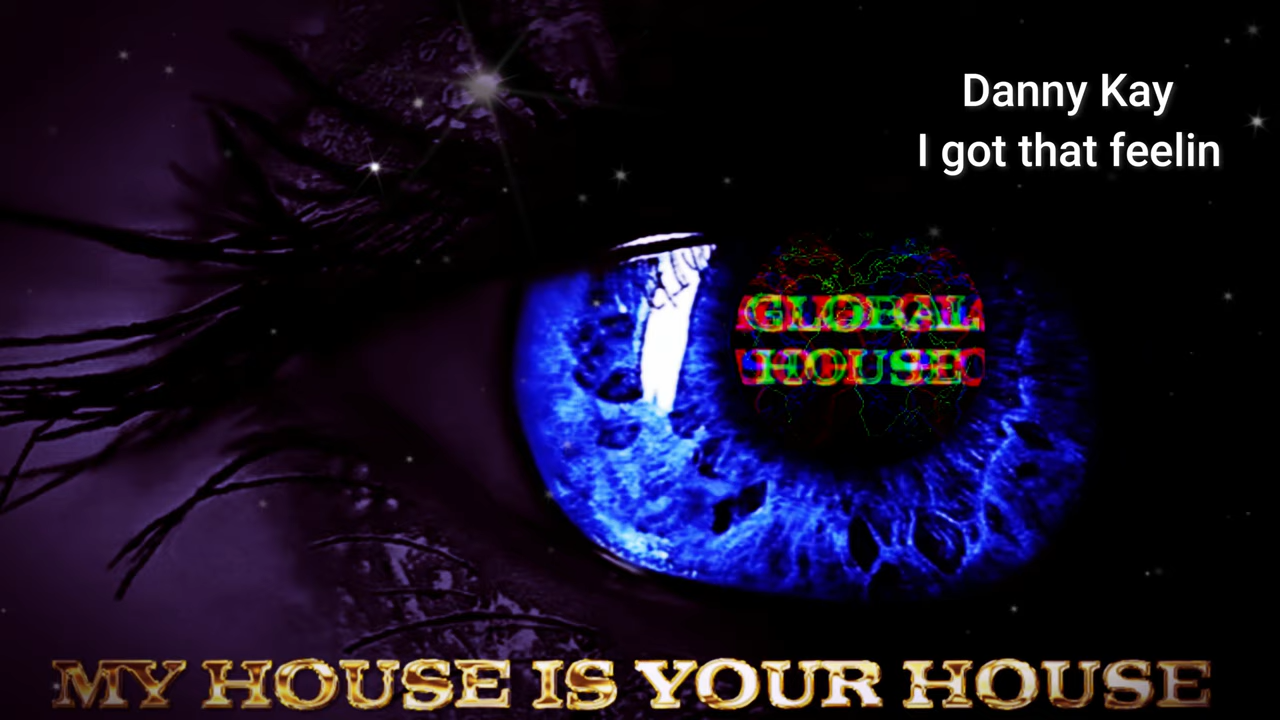 Danny Kay
I got that feelin
GLOBAL
HOUSE
MY HOUSE IS YOUR HOUSE